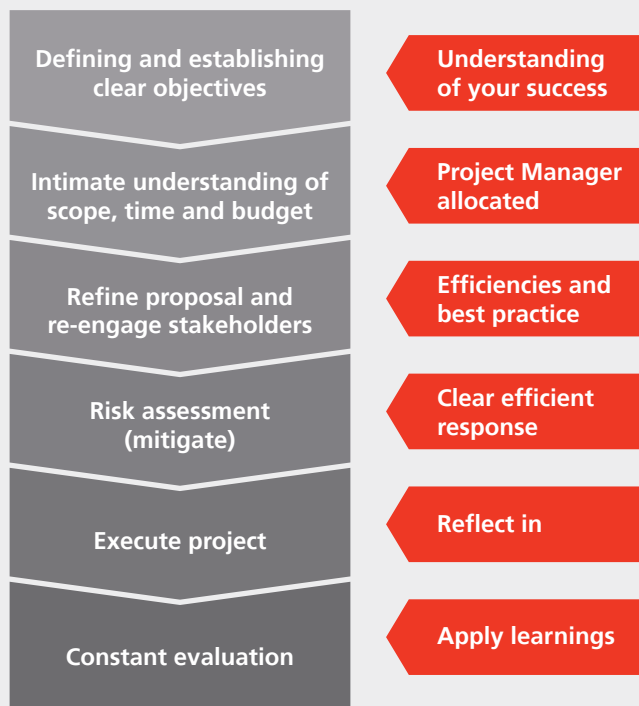 Defining and establishing
clear objectives
Understanding
of your success
Intimate understanding of
scope, time and budget
Project Manager
allocated
Refine proposal and
re-engage stakeholders
Efficiencies and
best practice
Risk assessment
(mitigate)
Clear efficient
response
Execute project
Reflect in
Constant evaluation
Apply learnings